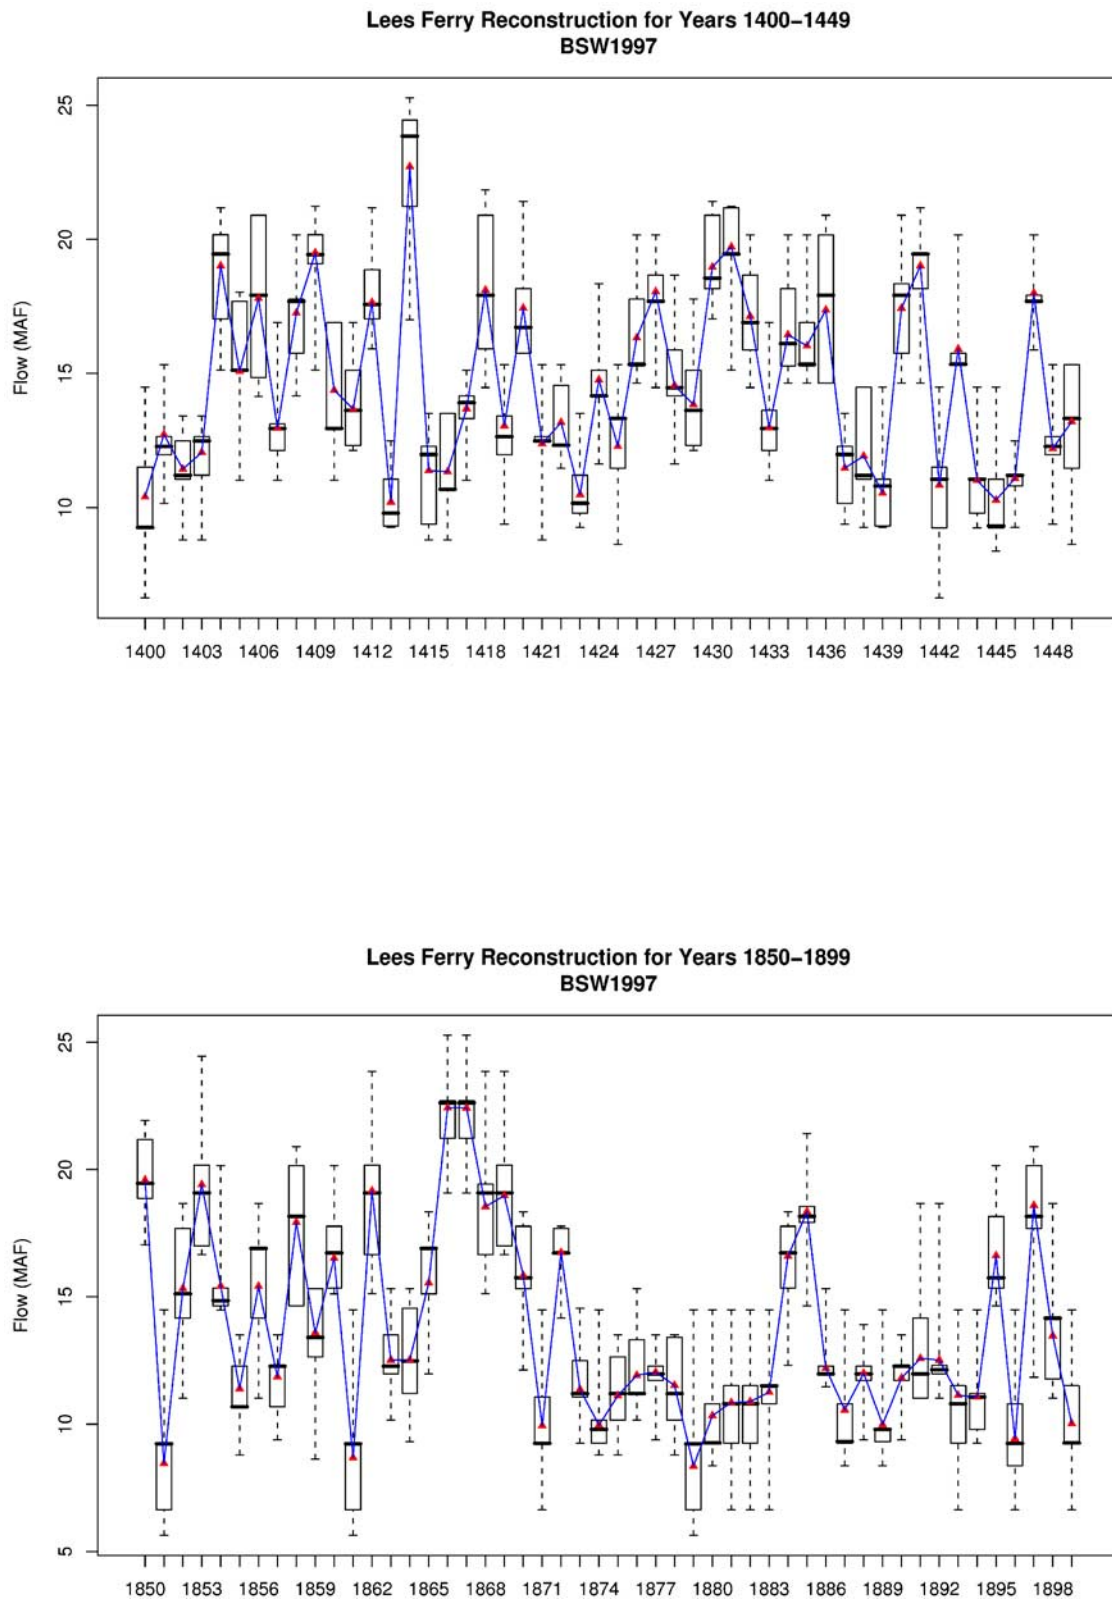 Lees Ferry Reconstruction for Years 1400−1449
BSW1997
Flow (MAF)
25
20
15
10
1400 1403 1406 1409 1412 1415 1418 1421 1424 1427 1430 1433 1436 1439 1442 1445 1448
Lees Ferry Reconstruction for Years 1850−1899
BSW1997
Flow (MAF)
25
20
15
10
5
1850 1853 1856 1859 1862 1865 1868 1871 1874 1877 1880 1883 1886 1889 1892 1895 1898